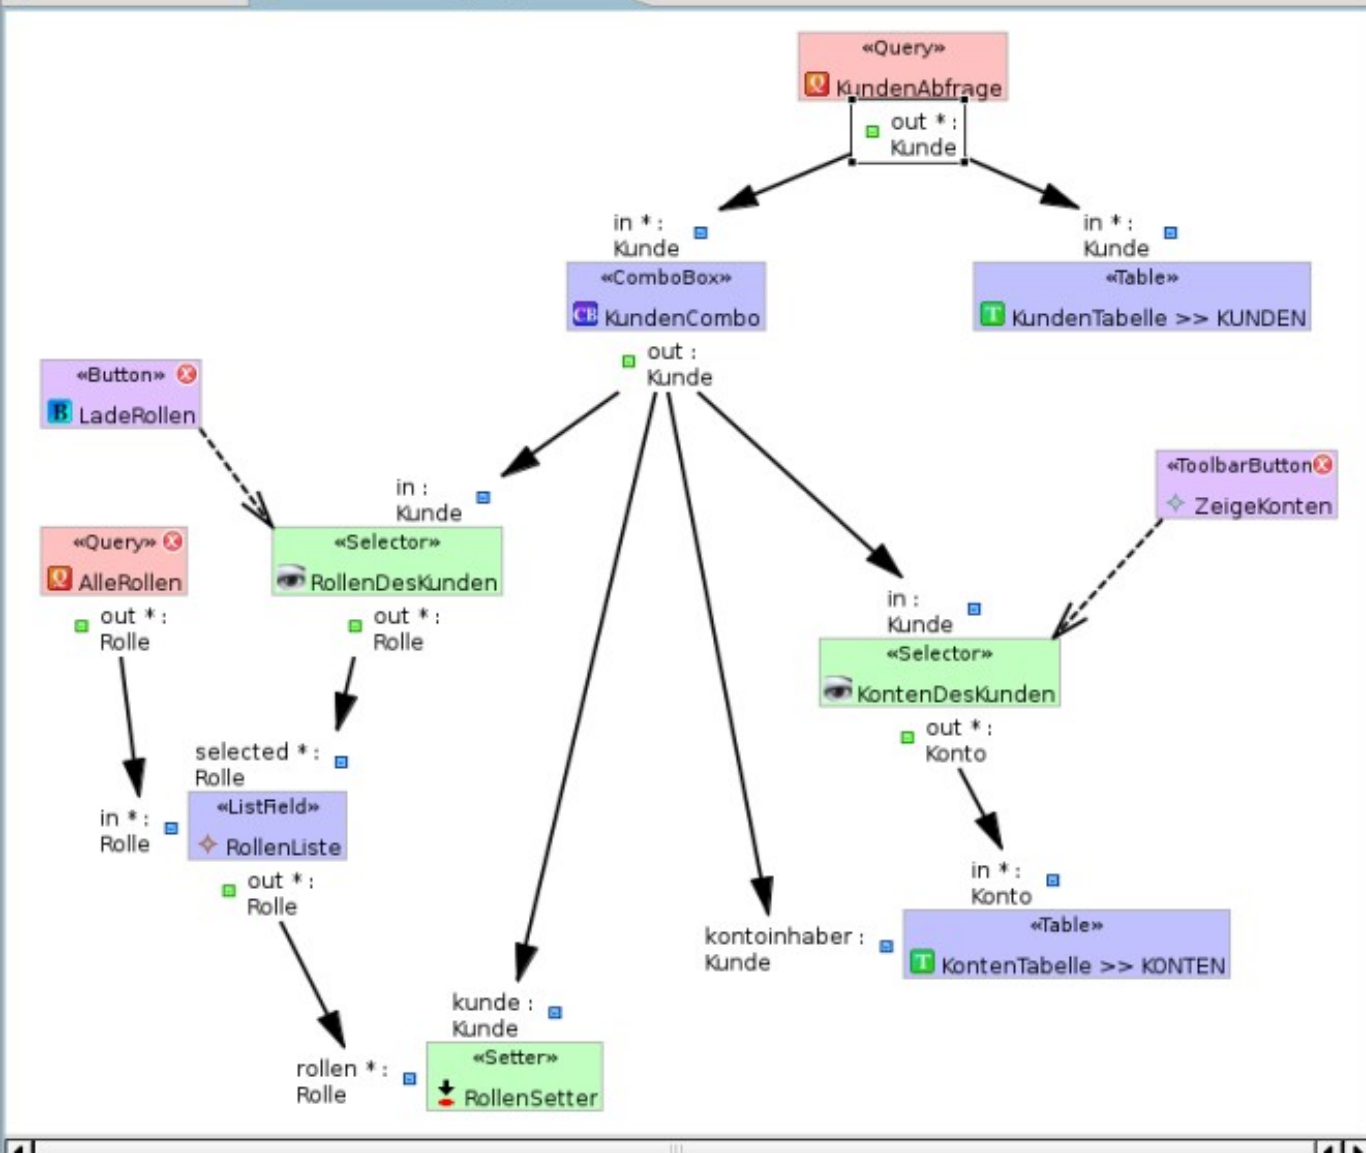 «Query»
Q KundenAbfrage
out * :
Kunde
in * :
Kunde
in * :
Kunde
«ComboBox»
CB KundenCombo
«Table»
T KundenTabelle >> KUNDEN
out :
Kunde
«Button»
B LadeRollen
«ToolbarButton»
ZeigeKonten
in :
Kunde
«Query»
Q AlleRollen
«Selector»
RollenDesKunden
out * :
Rolle
out * :
Rolle
in :
Kunde
«Selector»
KontenDesKunden
out * :
Konto
selected * :
Rolle
in * :
Rolle
«ListField»
RollenListe
out * :
Rolle
in * :
Konto
kontoinhaber :
Kunde
«Table»
T KontenTabelle >> KONTEN
kunde :
Kunde
rollen * :
Rolle
«Setter»
RollenSetter